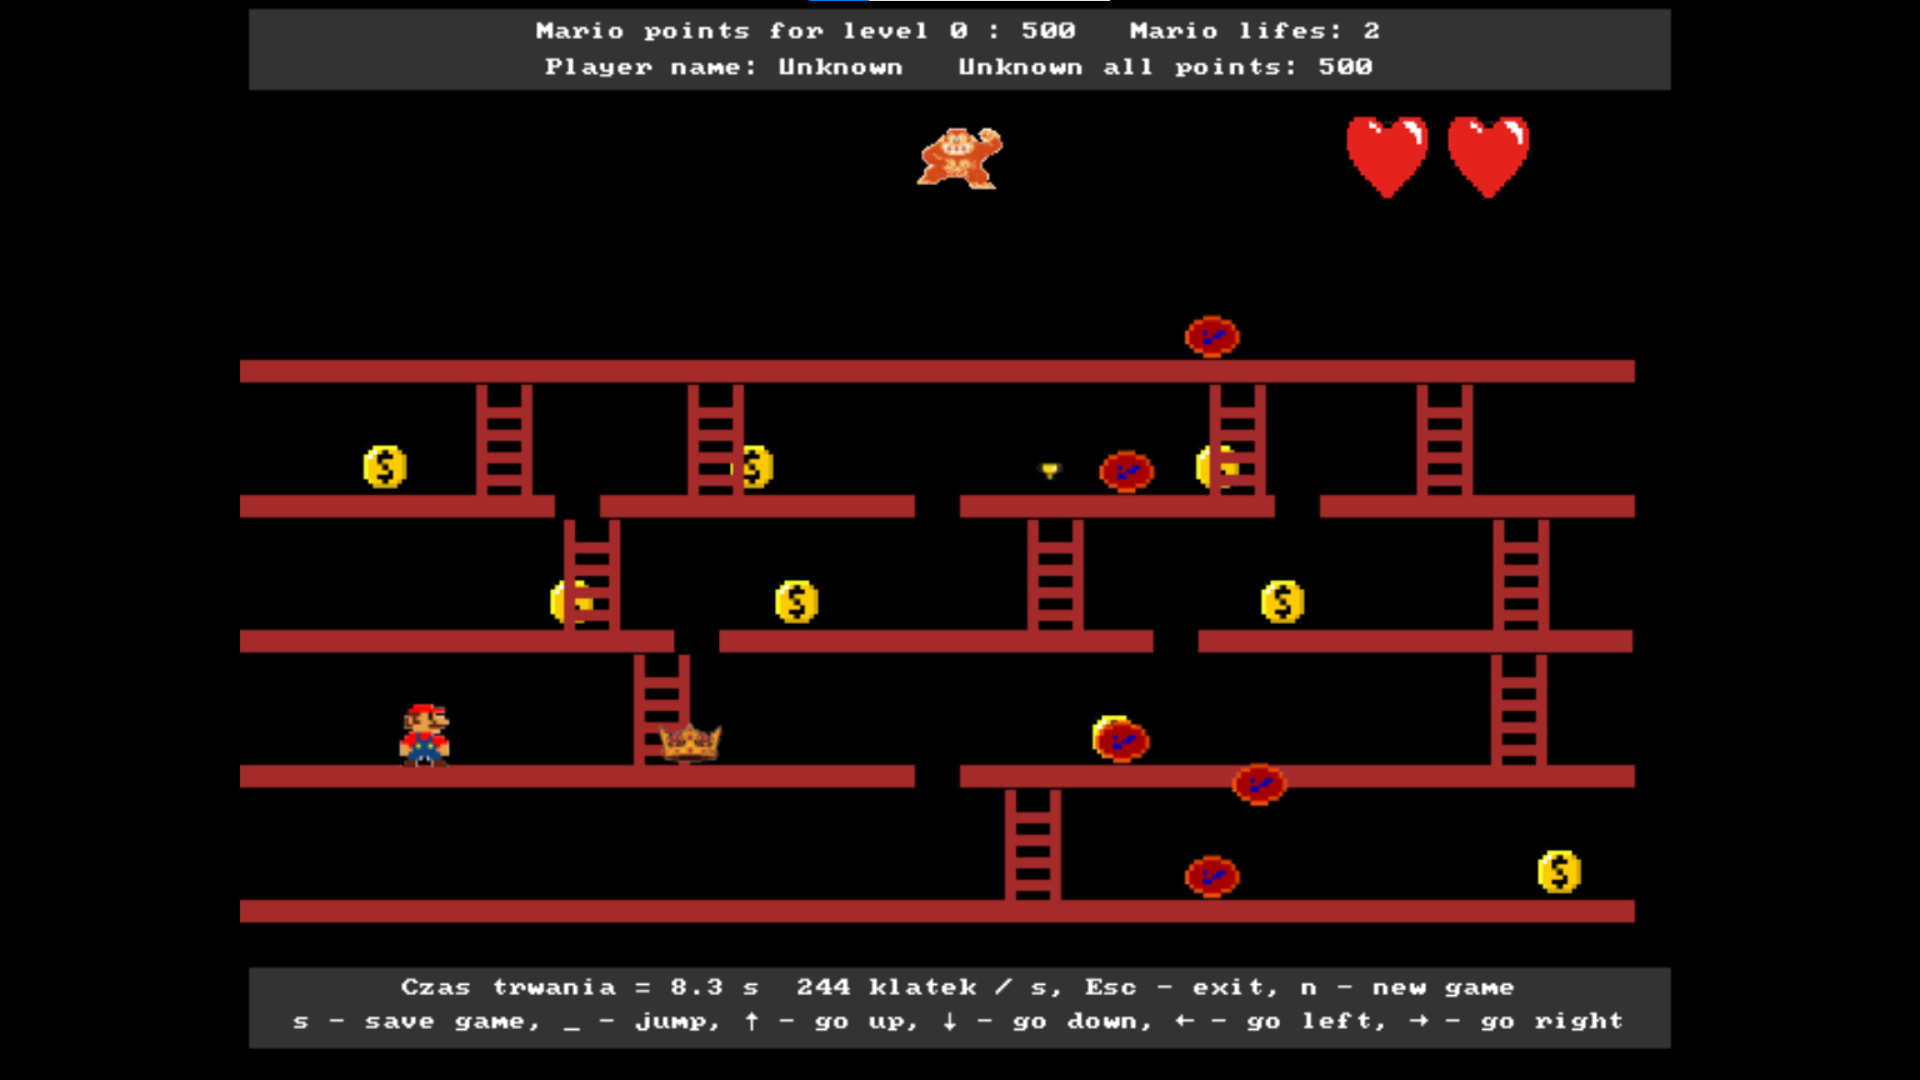 Mario points for level 0 : 500 Mario lifes: 2
Player name: Unknown Unknown all points: 500
Czas trwania = 8.3 s 244 klatek / s, Esc - exit, n - new game
s - save game, _ - jump, ↑ - go up, ↓ - go down, ← - go left, → - go right